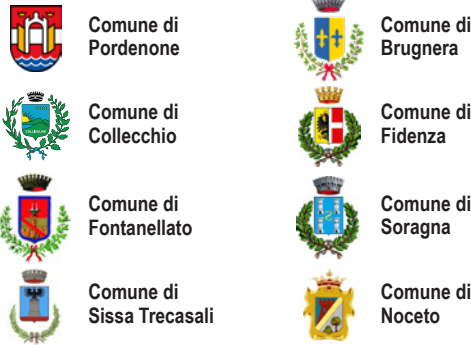 Comune di
Pordenone
Comune di
Brugnera
Comune di
Collecchio
Comune di
Fidenza
Comune di
Fontanellato
Comune di
Soragna
Comune di
Sissa Trecasali
Comune di
Noceto